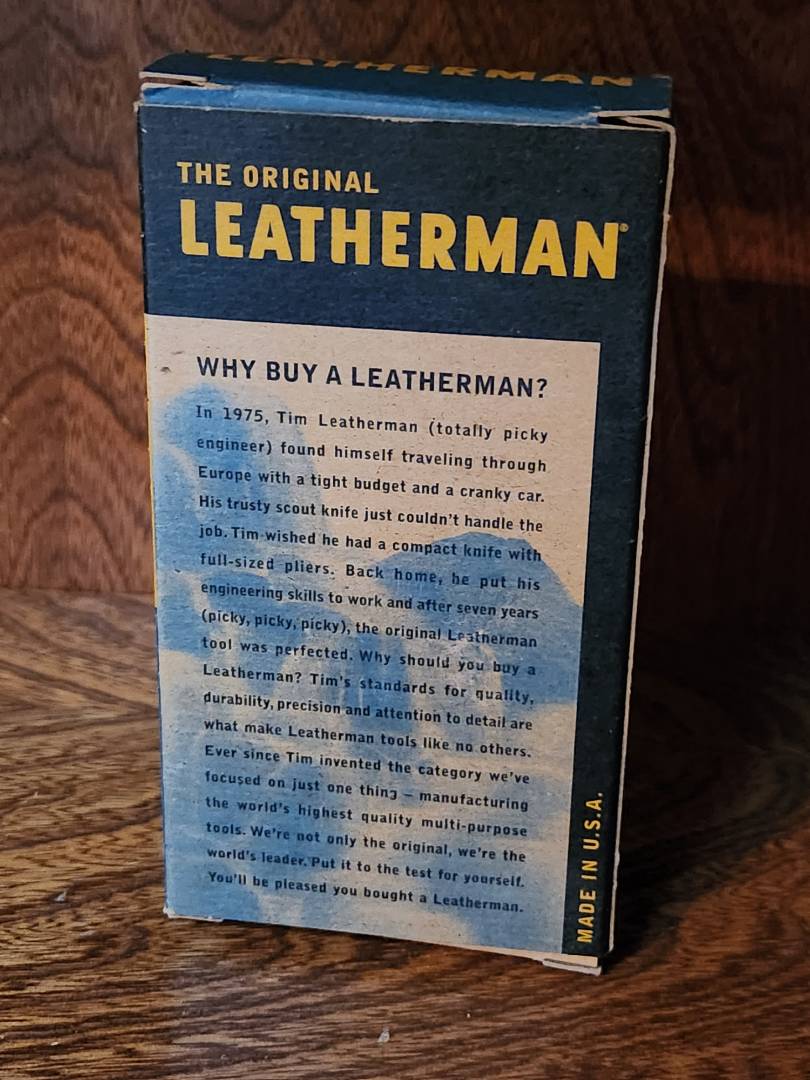 LEATHERMAN
THE ORIGINAL
LEATHERMAN®
WHY BUY A LEATHERMAN?
In 1975, Tim Leatherman (totally picky
engineer) found himself traveling through
Europe with a tight budget and a cranky car.
His trusty scout knife just couldn't handle the
job. Tim wished he had a compact knife with
full-sized pliers. Back home, he put his
engineering skills to work and after seven years
(picky, picky, picky), the original Leatherman
tool was perfected. Why should you buy a
Leatherman? Tim's standards for quality,
durability, precision and attention to detail are
what make Leatherman tools like no others.
Ever since Tim invented the category we've
focused on just one thing – manufacturing
the world's highest quality multi-purpose
tools. We're not only the original, we're the
world's leader. Put it to the test for yourself.
You'll be pleased you bought a Leatherman.
MADE IN U.S.A.